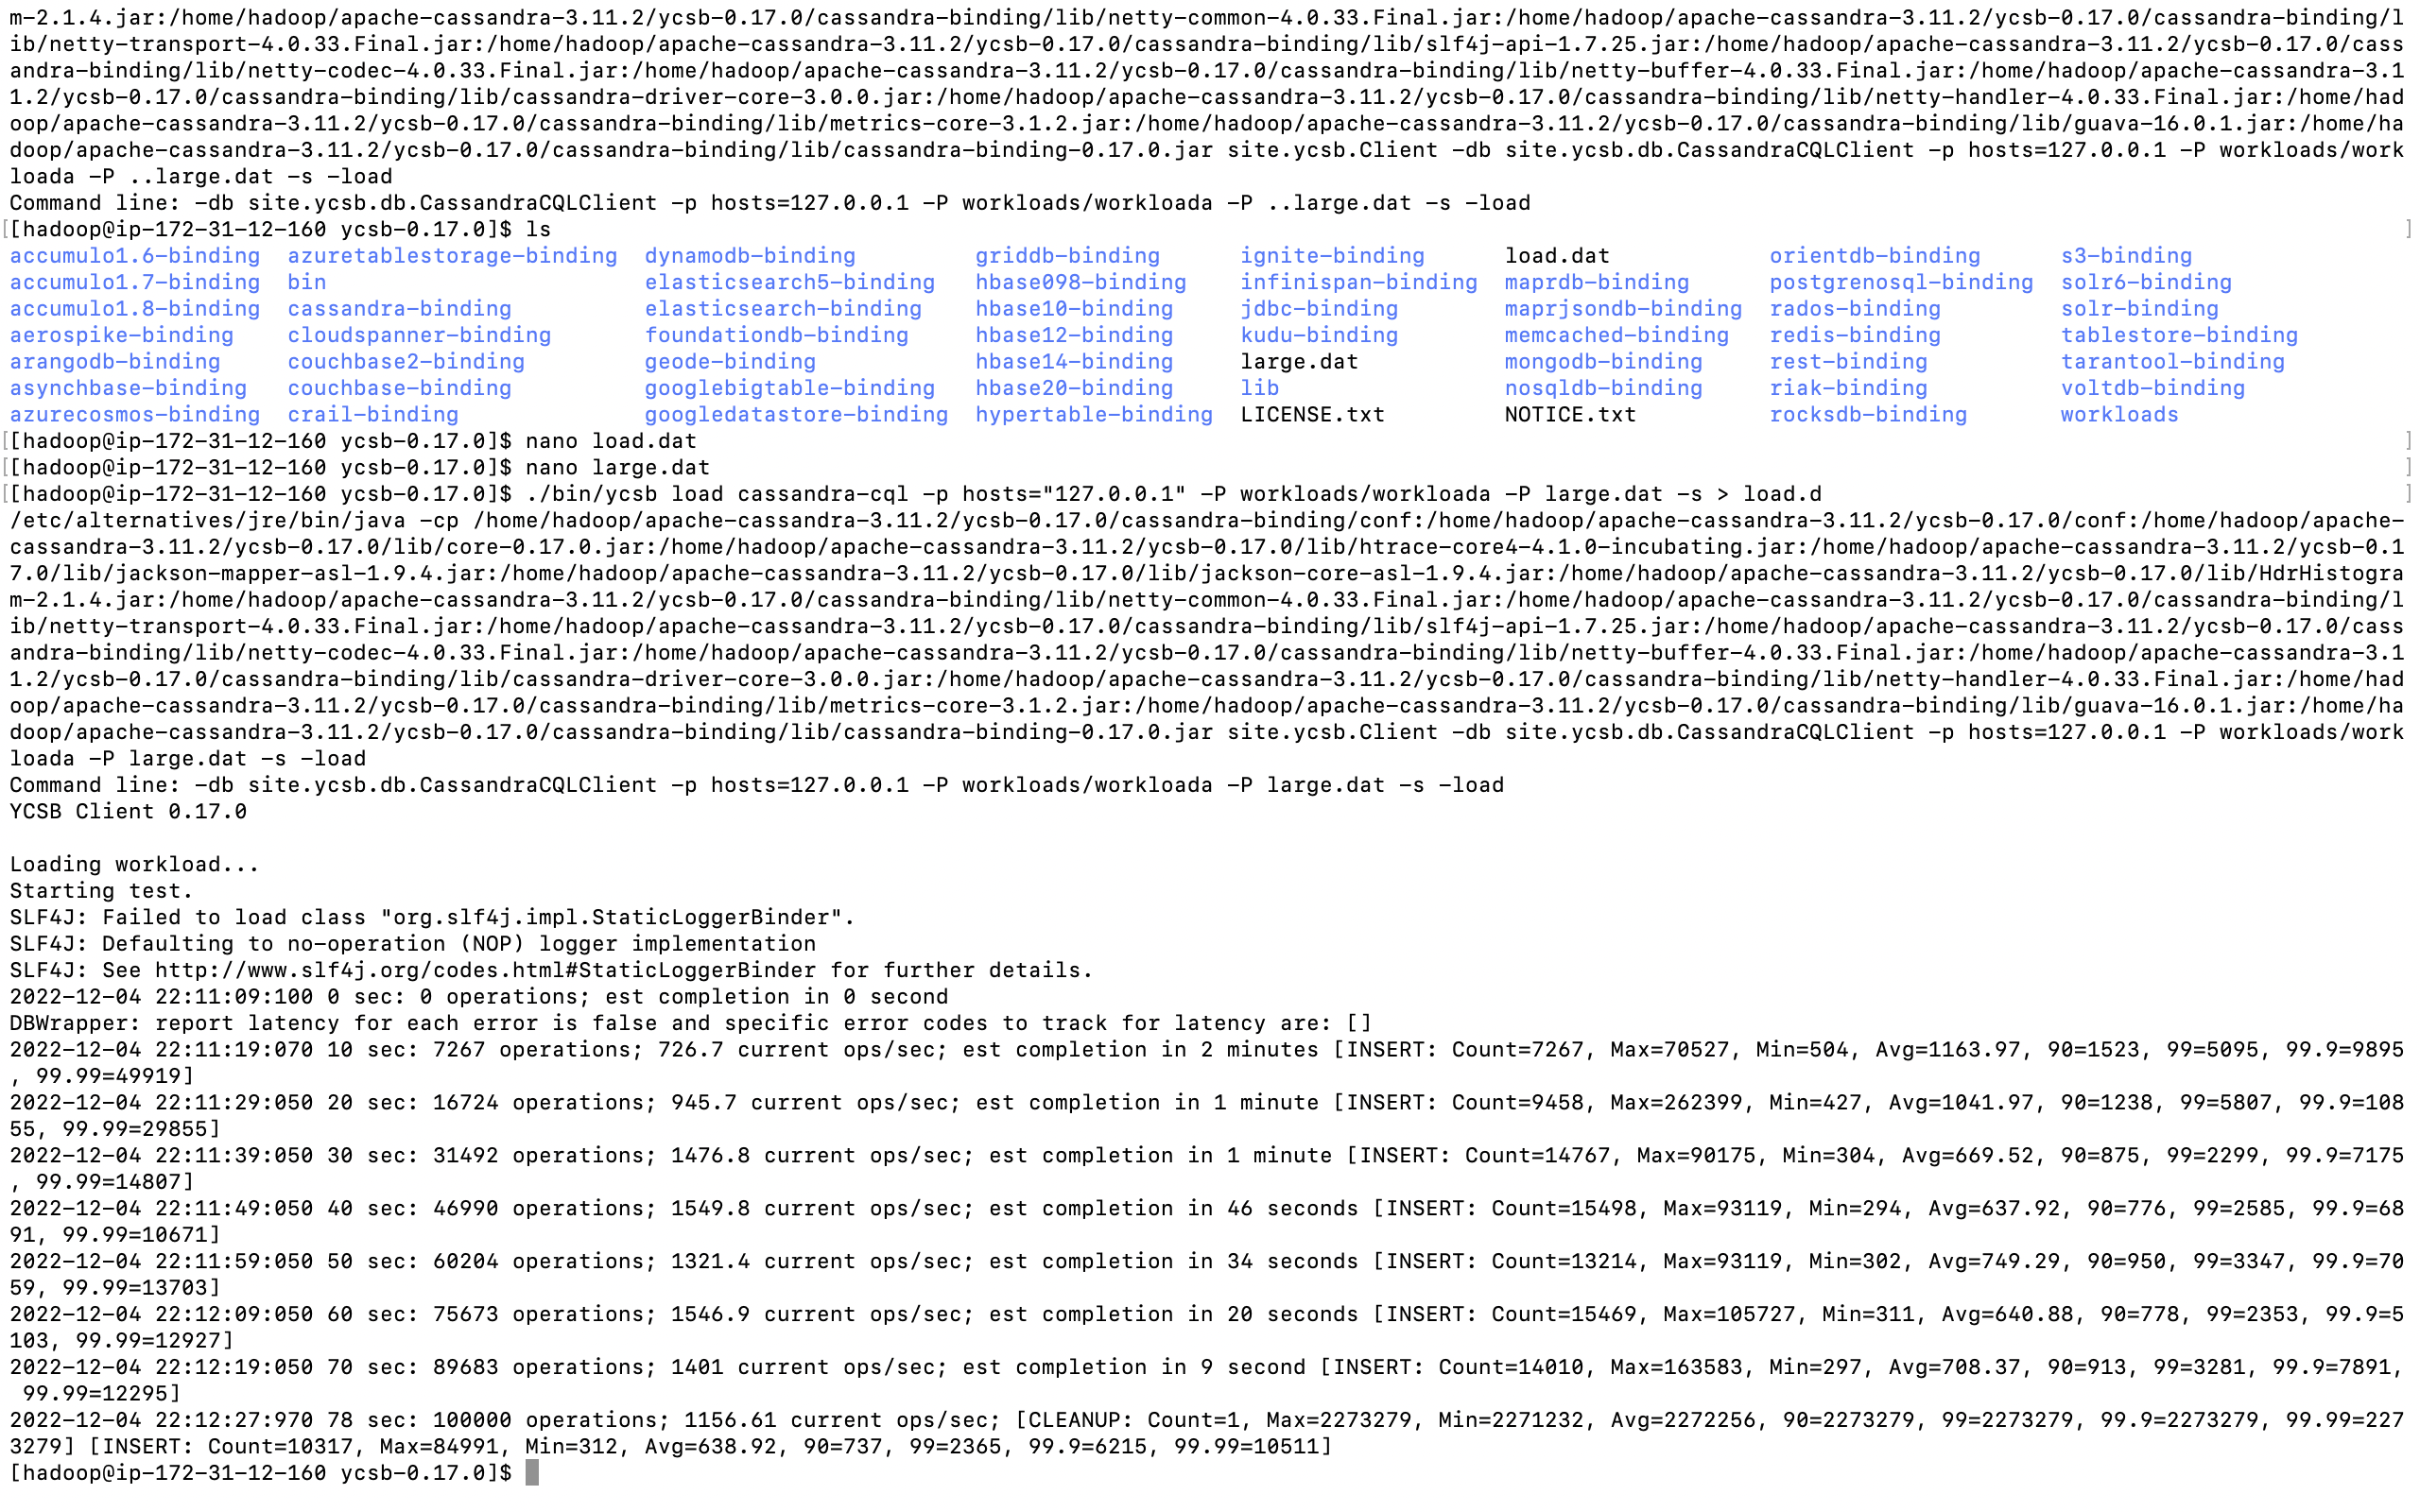 m-2.1.4.jar:/home/hadoop/apache-cassandra-3.11.2/ycsb-0.17.0/cassandra-binding/lib/netty-common-4.0.33.Final.jar:/home/hadoop/apache-cassandra-3.11.2/ycsb-0.17.0/cassandra-binding/l
ib/netty-transport-4.0.33.Final.jar:/home/hadoop/apache-cassandra-3.11.2/ycsb-0.17.0/cassandra-binding/lib/slf4j-api-1.7.25.jar:/home/hadoop/apache-cassandra-3.11.2/ycsb-0.17.0/cass
andra-binding/lib/netty-codec-4.0.33.Final.jar:/home/hadoop/apache-cassandra-3.11.2/ycsb-0.17.0/cassandra-binding/lib/netty-buffer-4.0.33.Final.jar:/home/hadoop/apache-cassandra-3.1
1.2/ycsb-0.17.0/cassandra-binding/lib/cassandra-driver-core-3.0.0.jar:/home/hadoop/apache-cassandra-3.11.2/ycsb-0.17.0/cassandra-binding/lib/netty-handler-4.0.33.Final.jar:/home/had
oop/apache-cassandra-3.11.2/ycsb-0.17.0/cassandra-binding/lib/metrics-core-3.1.2.jar:/home/hadoop/apache-cassandra-3.11.2/ycsb-0.17.0/cassandra-binding/lib/guava-16.0.1.jar:/home/ha
doop/apache-cassandra-3.11.2/ycsb-0.17.0/cassandra-binding/lib/cassandra-binding-0.17.0.jar site.ycsb.Client -db site.ycsb.db.CassandraCQLClient -p hosts=127.0.0.1 -P workloads/work
loada -P ..large.dat -s -load
Command line: -db site.ycsb.db.CassandraCQLClient -p hosts=127.0.0.1 -P workloads/workloada -P ..large.dat -s -load
[[hadoop@ip-172-31-12-160 ycsb-0.17.0]$ ls ]
accumulo1.6-binding azuretablestorage-binding dynamodb-binding griddb-binding ignite-binding load.dat orientdb-binding s3-binding
accumulo1.7-binding bin elasticsearch5-binding hbase098-binding infinispan-binding maprdb-binding postgrenosql-binding solr6-binding
accumulo1.8-binding cassandra-binding elasticsearch-binding hbase10-binding jdbc-binding maprjsondb-binding rados-binding solr-binding
aerospike-binding cloudspanner-binding foundationdb-binding hbase12-binding kudu-binding memcached-binding redis-binding tablestore-binding
arangodb-binding couchbase2-binding geode-binding hbase14-binding large.dat mongodb-binding rest-binding tarantool-binding
asynchbase-binding couchbase-binding googlebigtable-binding hbase20-binding lib nosqldb-binding riak-binding voltdb-binding
azurecosmos-binding crail-binding googledatastore-binding hypertable-binding LICENSE.txt NOTICE.txt rocksdb-binding workloads
[[hadoop@ip-172-31-12-160 ycsb-0.17.0]$ nano load.dat ]
[[hadoop@ip-172-31-12-160 ycsb-0.17.0]$ nano large.dat ]
[[hadoop@ip-172-31-12-160 ycsb-0.17.0]$ ./bin/ycsb load cassandra-cql -p hosts="127.0.0.1" -P workloads/workloada -P large.dat -s > load.d ]
/etc/alternatives/jre/bin/java -cp /home/hadoop/apache-cassandra-3.11.2/ycsb-0.17.0/cassandra-binding/conf:/home/hadoop/apache-cassandra-3.11.2/ycsb-0.17.0/conf:/home/hadoop/apache-
cassandra-3.11.2/ycsb-0.17.0/lib/core-0.17.0.jar:/home/hadoop/apache-cassandra-3.11.2/ycsb-0.17.0/lib/htrace-core4-4.1.0-incubating.jar:/home/hadoop/apache-cassandra-3.11.2/ycsb-0.1
7.0/lib/jackson-mapper-asl-1.9.4.jar:/home/hadoop/apache-cassandra-3.11.2/ycsb-0.17.0/lib/jackson-core-asl-1.9.4.jar:/home/hadoop/apache-cassandra-3.11.2/ycsb-0.17.0/lib/HdrHistogra
m-2.1.4.jar:/home/hadoop/apache-cassandra-3.11.2/ycsb-0.17.0/cassandra-binding/lib/netty-common-4.0.33.Final.jar:/home/hadoop/apache-cassandra-3.11.2/ycsb-0.17.0/cassandra-binding/l
ib/netty-transport-4.0.33.Final.jar:/home/hadoop/apache-cassandra-3.11.2/ycsb-0.17.0/cassandra-binding/lib/slf4j-api-1.7.25.jar:/home/hadoop/apache-cassandra-3.11.2/ycsb-0.17.0/cass
andra-binding/lib/netty-codec-4.0.33.Final.jar:/home/hadoop/apache-cassandra-3.11.2/ycsb-0.17.0/cassandra-binding/lib/netty-buffer-4.0.33.Final.jar:/home/hadoop/apache-cassandra-3.1
1.2/ycsb-0.17.0/cassandra-binding/lib/cassandra-driver-core-3.0.0.jar:/home/hadoop/apache-cassandra-3.11.2/ycsb-0.17.0/cassandra-binding/lib/netty-handler-4.0.33.Final.jar:/home/had
oop/apache-cassandra-3.11.2/ycsb-0.17.0/cassandra-binding/lib/metrics-core-3.1.2.jar:/home/hadoop/apache-cassandra-3.11.2/ycsb-0.17.0/cassandra-binding/lib/guava-16.0.1.jar:/home/ha
doop/apache-cassandra-3.11.2/ycsb-0.17.0/cassandra-binding/lib/cassandra-binding-0.17.0.jar site.ycsb.Client -db site.ycsb.db.CassandraCQLClient -p hosts=127.0.0.1 -P workloads/work
loada -P large.dat -s -load
Command line: -db site.ycsb.db.CassandraCQLClient -p hosts=127.0.0.1 -P workloads/workloada -P large.dat -s -load
YCSB Client 0.17.0

Loading workload...
Starting test.
SLF4J: Failed to load class "org.slf4j.impl.StaticLoggerBinder".
SLF4J: Defaulting to no-operation (NOP) logger implementation
SLF4J: See http://www.slf4j.org/codes.html#StaticLoggerBinder for further details.
2022-12-04 22:11:09:100 0 sec: 0 operations; est completion in 0 second
DBWrapper: report latency for each error is false and specific error codes to track for latency are: []
2022-12-04 22:11:19:070 10 sec: 7267 operations; 726.7 current ops/sec; est completion in 2 minutes [INSERT: Count=7267, Max=70527, Min=504, Avg=1163.97, 90=1523, 99=5095, 99.9=9895
, 99.99=49919]
2022-12-04 22:11:29:050 20 sec: 16724 operations; 945.7 current ops/sec; est completion in 1 minute [INSERT: Count=9458, Max=262399, Min=427, Avg=1041.97, 90=1238, 99=5807, 99.9=108
55, 99.99=29855]
2022-12-04 22:11:39:050 30 sec: 31492 operations; 1476.8 current ops/sec; est completion in 1 minute [INSERT: Count=14767, Max=90175, Min=304, Avg=669.52, 90=875, 99=2299, 99.9=7175
, 99.99=14807]
2022-12-04 22:11:49:050 40 sec: 46990 operations; 1549.8 current ops/sec; est completion in 46 seconds [INSERT: Count=15498, Max=93119, Min=294, Avg=637.92, 90=776, 99=2585, 99.9=68
91, 99.99=10671]
2022-12-04 22:11:59:050 50 sec: 60204 operations; 1321.4 current ops/sec; est completion in 34 seconds [INSERT: Count=13214, Max=93119, Min=302, Avg=749.29, 90=950, 99=3347, 99.9=70
59, 99.99=13703]
2022-12-04 22:12:09:050 60 sec: 75673 operations; 1546.9 current ops/sec; est completion in 20 seconds [INSERT: Count=15469, Max=105727, Min=311, Avg=640.88, 90=778, 99=2353, 99.9=5
103, 99.99=12927]
2022-12-04 22:12:19:050 70 sec: 89683 operations; 1401 current ops/sec; est completion in 9 second [INSERT: Count=14010, Max=163583, Min=297, Avg=708.37, 90=913, 99=3281, 99.9=7891,
 99.99=12295]
2022-12-04 22:12:27:970 78 sec: 100000 operations; 1156.61 current ops/sec; [CLEANUP: Count=1, Max=2273279, Min=2271232, Avg=2272256, 90=2273279, 99=2273279, 99.9=2273279, 99.99=227
3279] [INSERT: Count=10317, Max=84991, Min=312, Avg=638.92, 90=737, 99=2365, 99.9=6215, 99.99=10511]
[hadoop@ip-172-31-12-160 ycsb-0.17.0]$